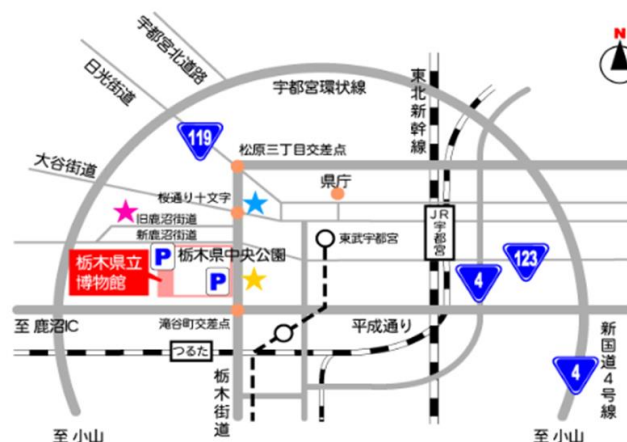 宇都宮北道路
N
日光街道
宇都宮環状線
東北新幹線
119
松原三丁目交差点
大谷街道
県庁
桜通り十文字
旧鹿沼街道
新鹿沼街道
JR宇都宮
東武宇都宮
栃木県中央公園
P
P
栃木県立
博物館
123
4
至 鹿沼IC
滝谷町交差点
平成通り
新国道4号線
つるた
4
栃木街道
至 小山
至 小山